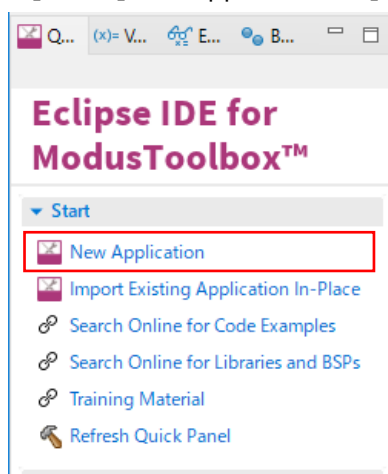 Q... (x)= V... E... B...
Eclipse IDE for
ModusToolbox™
Start
New Application
Import Existing Application In-Place
Search Online for Code Examples
Search Online for Libraries and BSPs
Training Material
Refresh Quick Panel